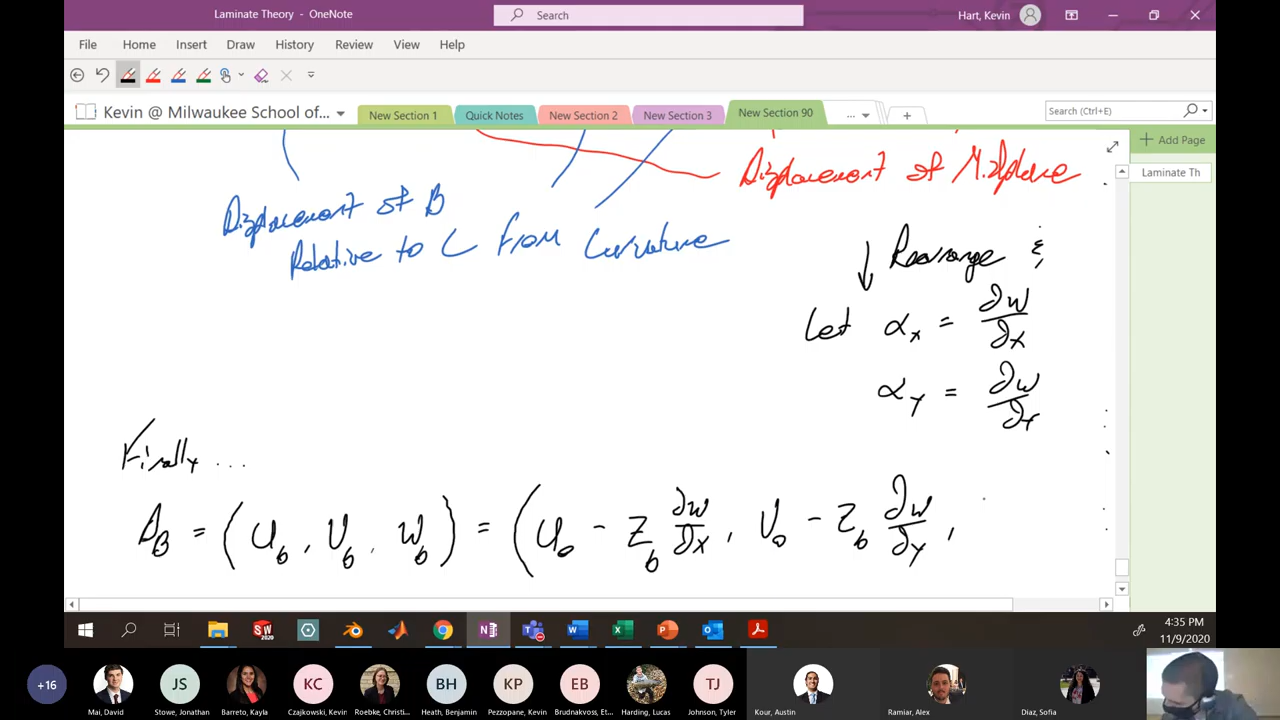 Laminate Theory - OneNote
Search
Hart, Kevin
File Home Insert Draw History Review View Help
Kevin @ Milwaukee School of...
New Section 1
Quick Notes
New Section 2
New Section 3
New Section 90
...
Search (Ctrl+E)
Add Page
Laminate Th
Displacement of Midplane
Displacement of B
Relative to C From Curvature
↓ Rearrange &
Let αx = ∂w/∂x
αy = ∂w/∂y
Finally ...
ΔB = (Ub, Vb, Wb) = (U0 - Zb ∂w/∂x, V0 - Zb ∂w/∂y,
SW 2020
4:35 PM
11/9/2020
+16
JS
KC
BH
KP
EB
TJ
Mai, David
Stowe, Jonathan
Barreto, Kayla
Czajkowski, Kevin
Roebke, Christi...
Heath, Benjamin
Pezzopane, Kevin
Brudnakvoss, Et...
Harding, Lucas
Johnson, Tyler
Kour, Austin
Ramiar, Alex
Diaz, Sofia